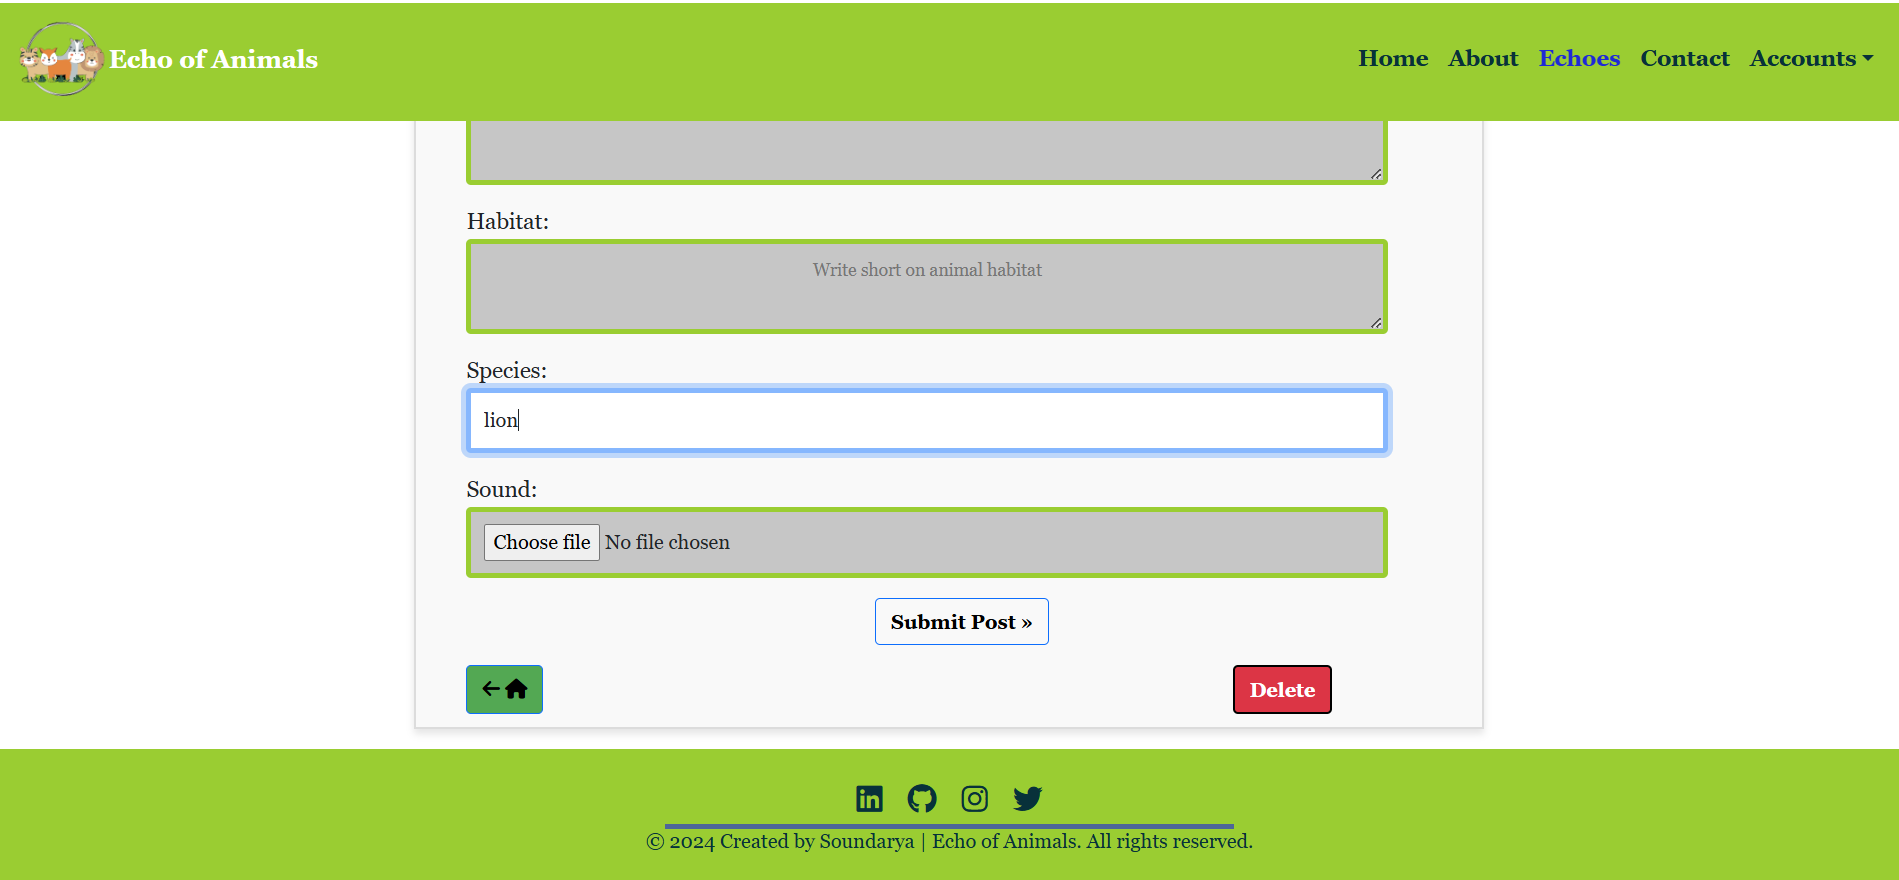 Echo of Animals
Home About Echoes Contact Accounts
Habitat:
Write short on animal habitat
Species:
lion
Sound:
Choose file No file chosen
Submit Post »
Delete
© 2024 Created by Soundarya | Echo of Animals. All rights reserved.